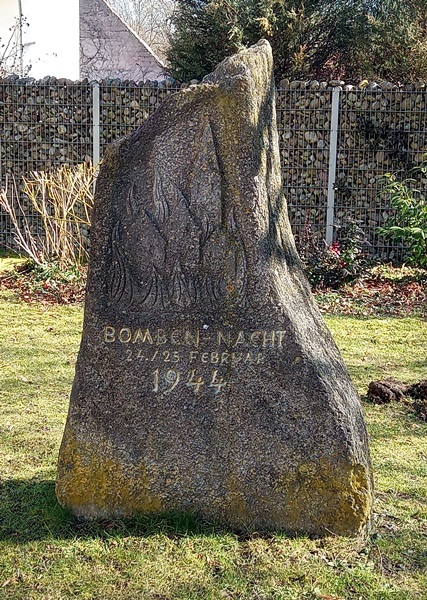 BOMBEN-NACHT
24./25. FEBRUAR
1944